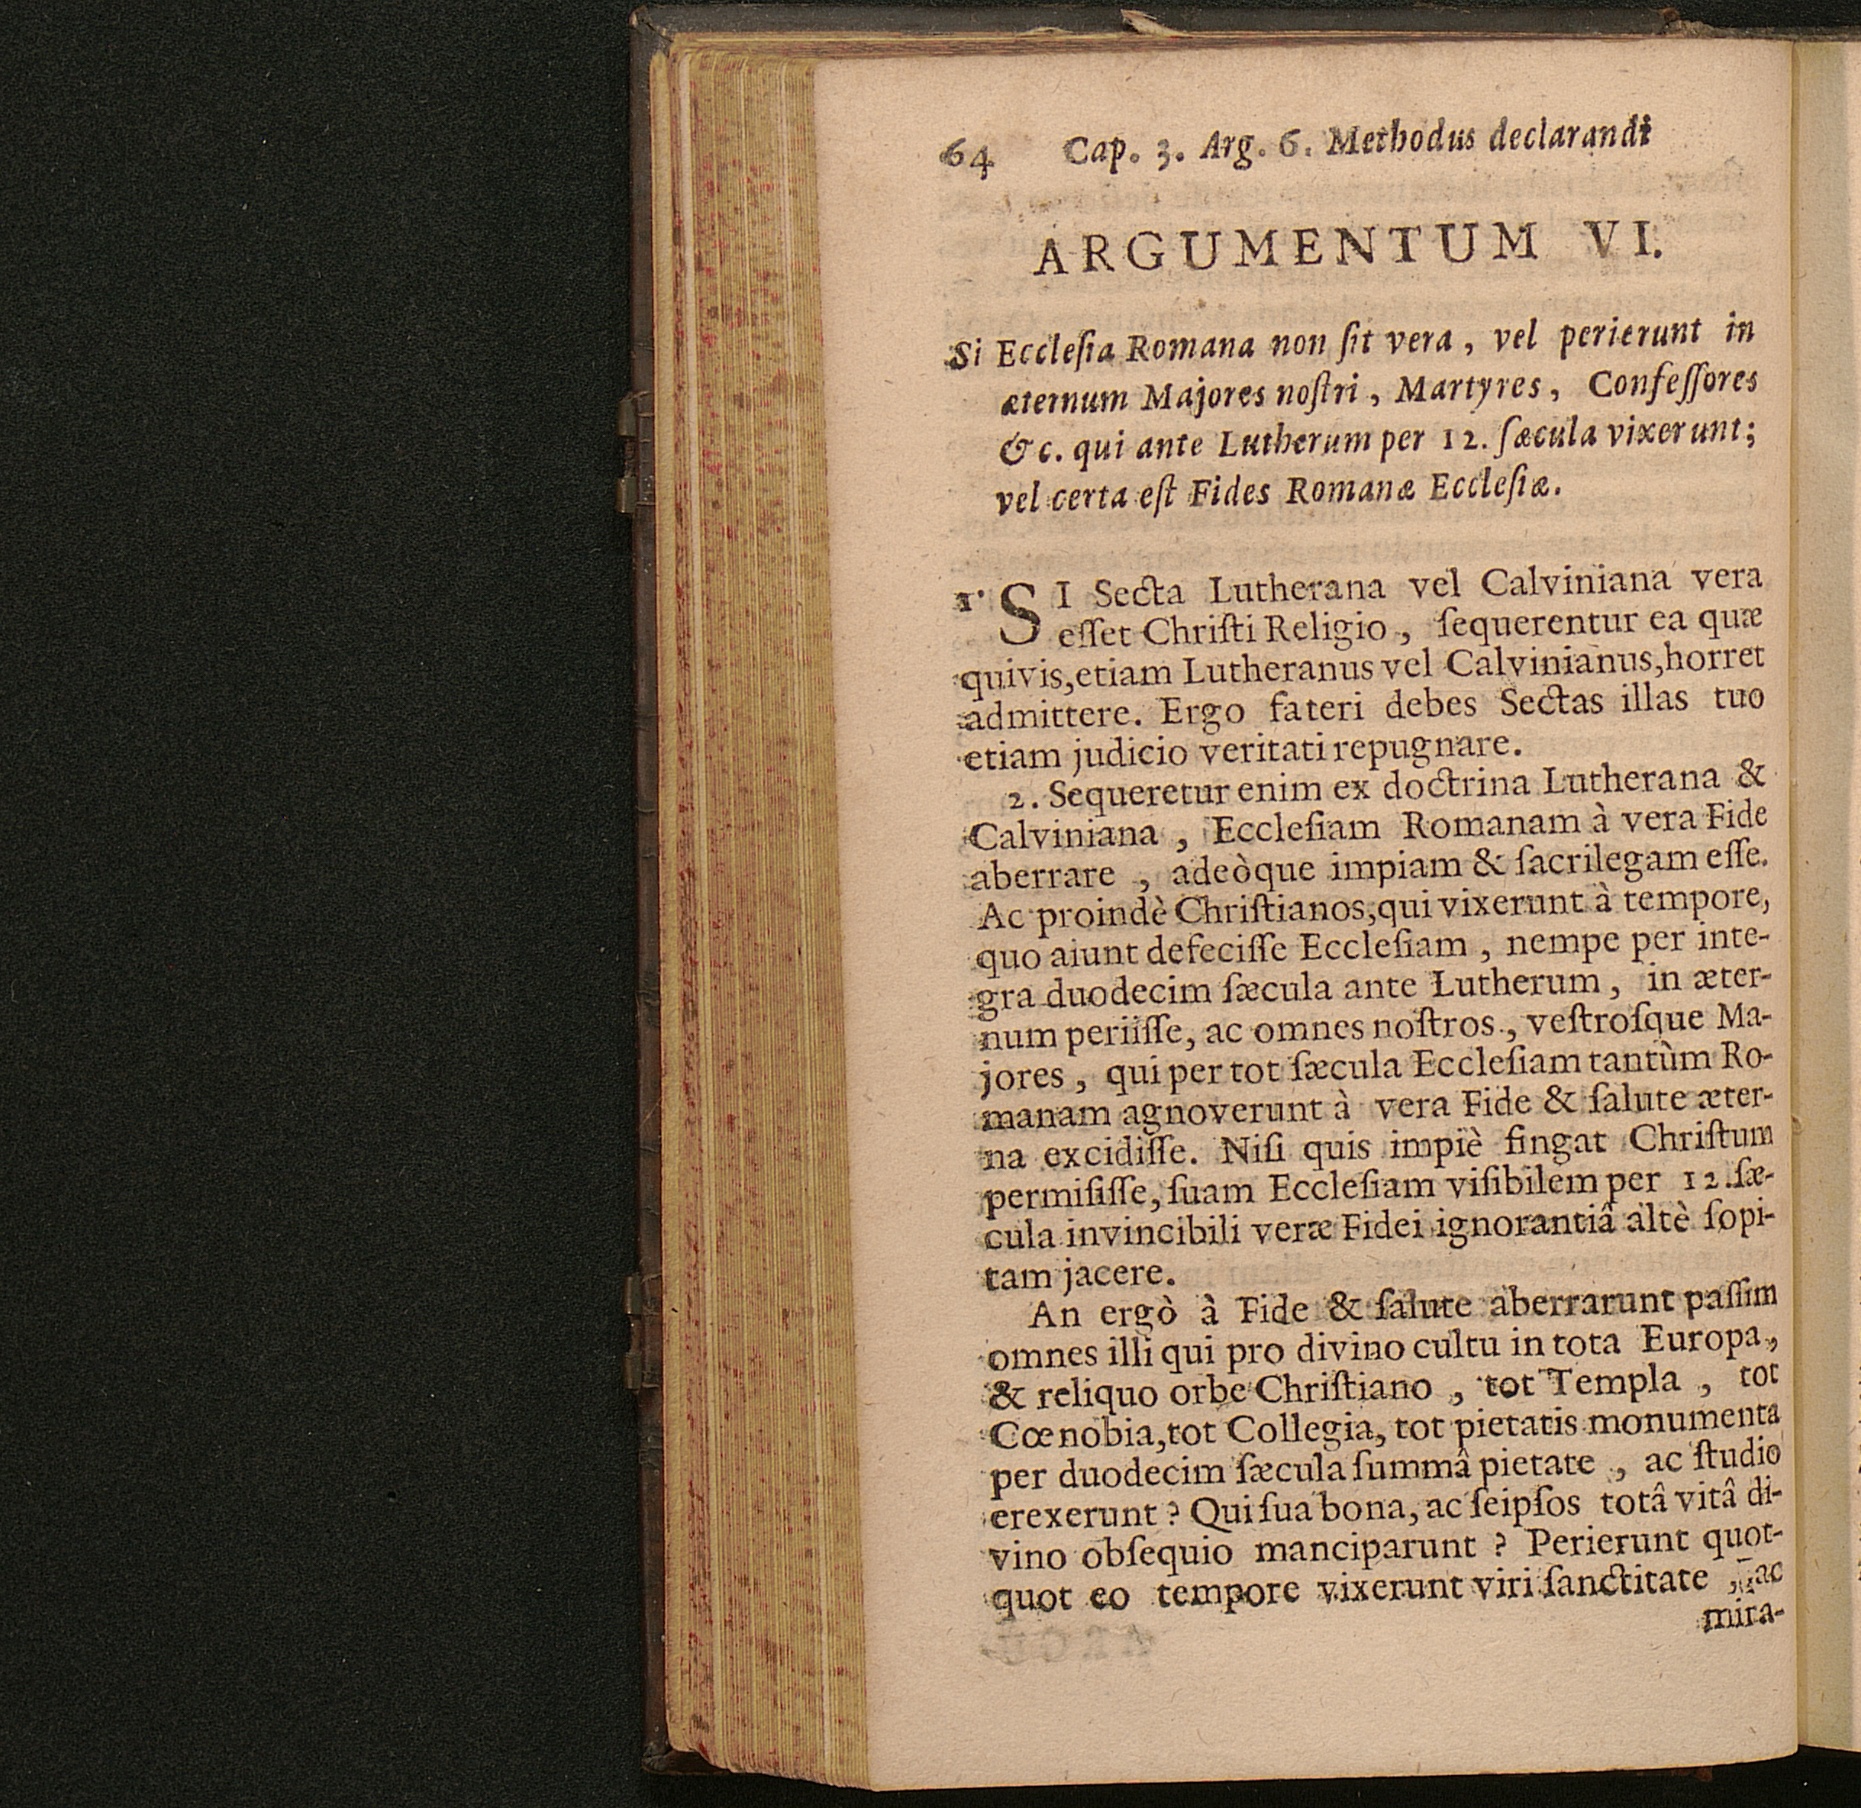 64 Cap. 3. Arg. 6. Methodus declarandi
ARGUMENTUM VI.
Si Eccleſia Romana non ſit vera, vel perierunt in
æternum Majores noſtri, Martyres, Confeſſores
&c. qui ante Lutherum per 12. ſæcula vixerunt;
vel certa eſt Fides Romanæ Eccleſiæ.
1. SI Secta Lutherana vel Calviniana vera
eſſet Chriſti Religio, ſequerentur ea quæ
quivis, etiam Lutheranus vel Calvinianus, horret
admittere. Ergo fateri debes Sectas illas tuo
etiam judicio veritati repugnare.
2. Sequeretur enim ex doctrina Lutherana &
Calviniana, Eccleſiam Romanam à vera Fide
aberrare, adeòque impiam & ſacrilegam eſſe.
Ac proindè Chriſtianos, qui vixerunt à tempore,
quo aiunt defeciſſe Eccleſiam, nempe per inte-
gra duodecim ſæcula ante Lutherum, in æter-
num periiſſe, ac omnes noſtros, veſtroſque Ma-
jores, qui per tot ſæcula Eccleſiam tantùm Ro-
manam agnoverunt à vera Fide & ſalute æter-
na excidiſſe. Niſi quis impiè fingat Chriſtum
permiſiſſe, ſuam Eccleſiam viſibilem per 12. ſæ-
cula invincibili veræ Fidei ignorantiâ altè ſopi-
tam jacere.
An ergò à Fide & ſalute aberrarunt paſſim
omnes illi qui pro divino cultu in tota Europa,
& reliquo orbe Chriſtiano, tot Templa, tot
Cœnobia, tot Collegia, tot pietatis monumenta
per duodecim ſæcula ſummâ pietate, ac ſtudio
erexerunt? Qui ſua bona, ac ſeipſos totâ vitâ di-
vino obſequio manciparunt? Perierunt quot-
quot eo tempore vixerunt viri ſanctitate, ac
mira-